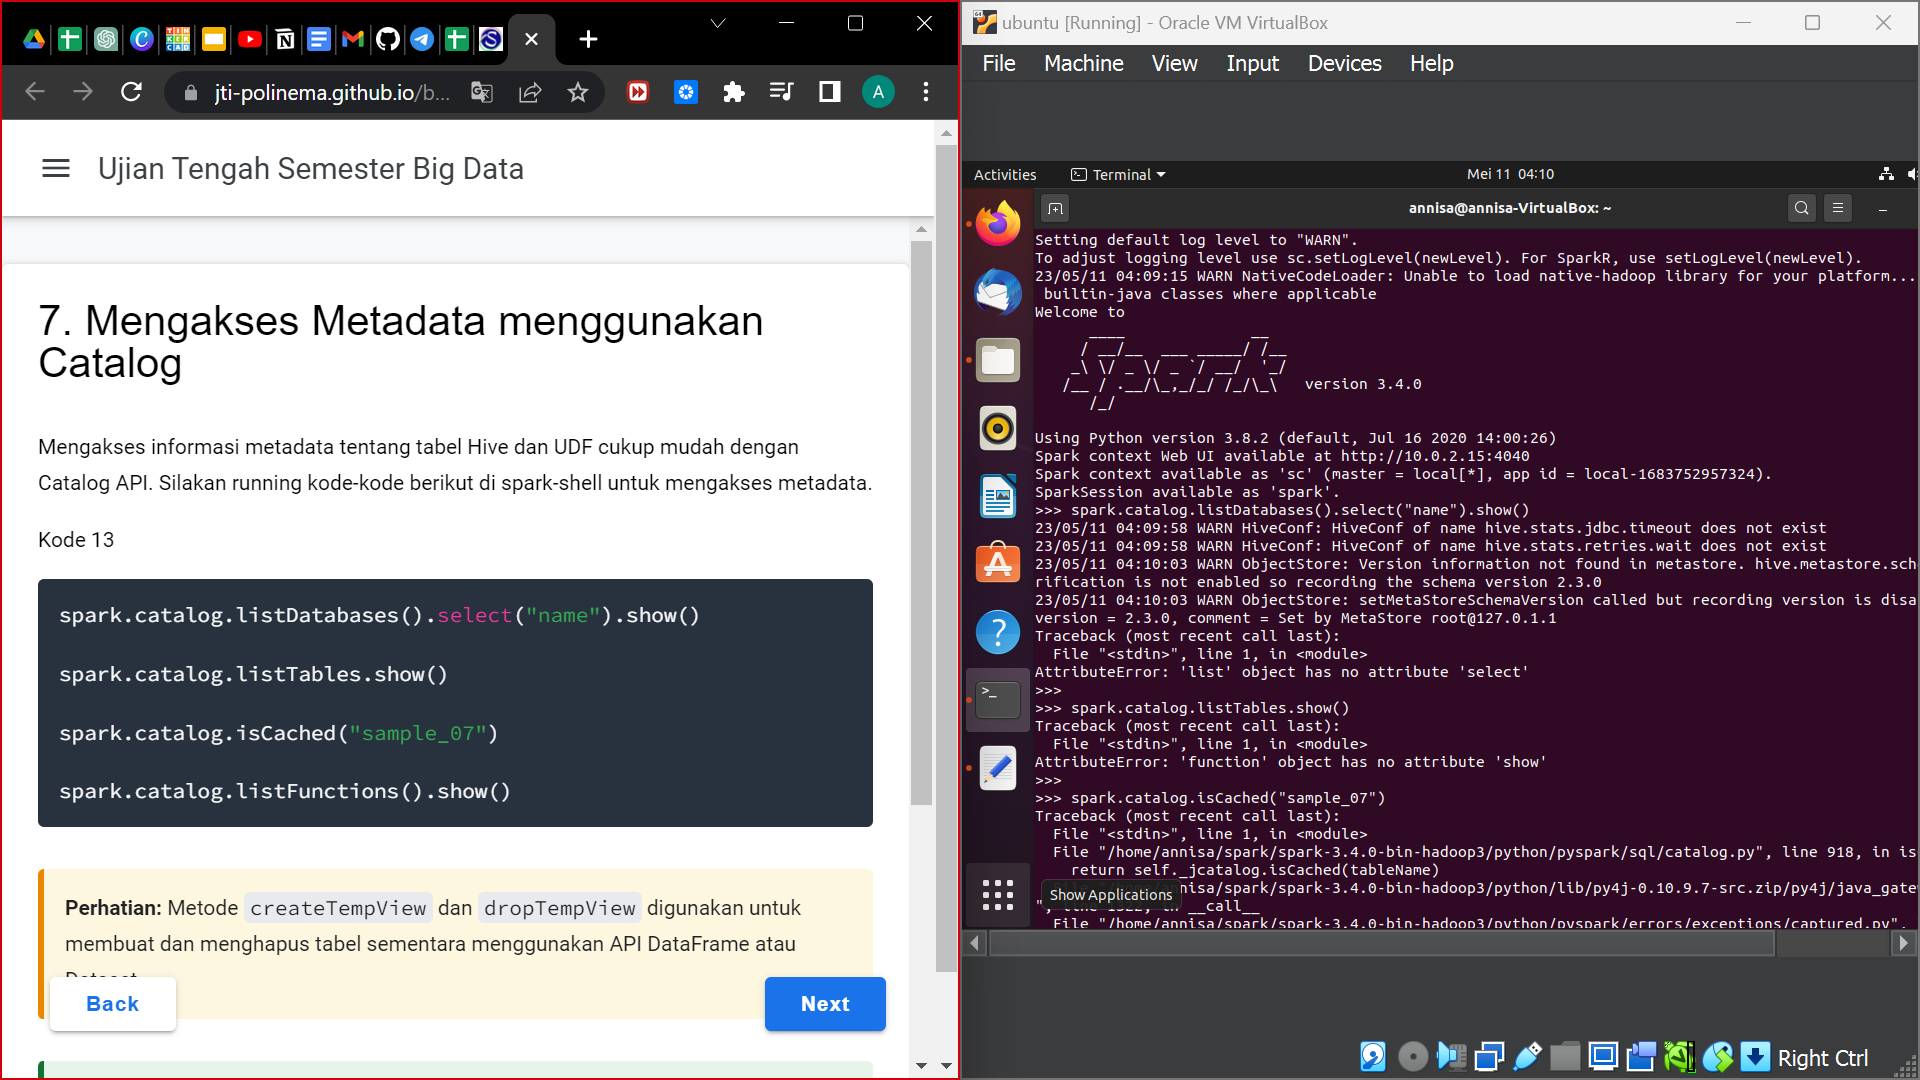 jti-polinema.github.io/b...
A
Ujian Tengah Semester Big Data
7. Mengakses Metadata menggunakan
Catalog
Mengakses informasi metadata tentang tabel Hive dan UDF cukup mudah dengan
Catalog API. Silakan running kode-kode berikut di spark-shell untuk mengakses metadata.
Kode 13
spark.catalog.listDatabases().select("name").show()
spark.catalog.listTables.show()
spark.catalog.isCached("sample_07")
spark.catalog.listFunctions().show()
Perhatian: Metode createTempView dan dropTempView digunakan untuk
membuat dan menghapus tabel sementara menggunakan API DataFrame atau
Back
Next
ubuntu [Running] - Oracle VM VirtualBox
File Machine View Input Devices Help
Activities Terminal Mei 11 04:10
annisa@annisa-VirtualBox: ~
Setting default log level to "WARN".
To adjust logging level use sc.setLogLevel(newLevel). For SparkR, use setLogLevel(newLevel).
23/05/11 04:09:15 WARN NativeCodeLoader: Unable to load native-hadoop library for your platform...
builtin-java classes where applicable
Welcome to
version 3.4.0
Using Python version 3.8.2 (default, Jul 16 2020 14:00:26)
Spark context Web UI available at http://10.0.2.15:4040
Spark context available as 'sc' (master = local[*], app id = local-1683752957324).
SparkSession available as 'spark'.
>>> spark.catalog.listDatabases().select("name").show()
23/05/11 04:09:58 WARN HiveConf: HiveConf of name hive.stats.jdbc.timeout does not exist
23/05/11 04:09:58 WARN HiveConf: HiveConf of name hive.stats.retries.wait does not exist
23/05/11 04:10:03 WARN ObjectStore: Version information not found in metastore. hive.metastore.sch
rification is not enabled so recording the schema version 2.3.0
23/05/11 04:10:03 WARN ObjectStore: setMetaStoreSchemaVersion called but recording version is disa
version = 2.3.0, comment = Set by MetaStore root@127.0.1.1
Traceback (most recent call last):
File "<stdin>", line 1, in <module>
AttributeError: 'list' object has no attribute 'select'
>>>
>>> spark.catalog.listTables.show()
Traceback (most recent call last):
File "<stdin>", line 1, in <module>
AttributeError: 'function' object has no attribute 'show'
>>>
>>> spark.catalog.isCached("sample_07")
Traceback (most recent call last):
File "<stdin>", line 1, in <module>
File "/home/annisa/spark/spark-3.4.0-bin-hadoop3/python/pyspark/sql/catalog.py", line 918, in is
return self._jcatalog.isCached(tableName)
nisa/spark/spark-3.4.0-bin-hadoop3/python/lib/py4j-0.10.9.7-src.zip/py4j/java_gate
Show Applications
__call__
File "/home/annisa/spark/spark-3.4.0-bin-hadoop3/python/pyspark/errors/exceptions/captured.py",
Right Ctrl